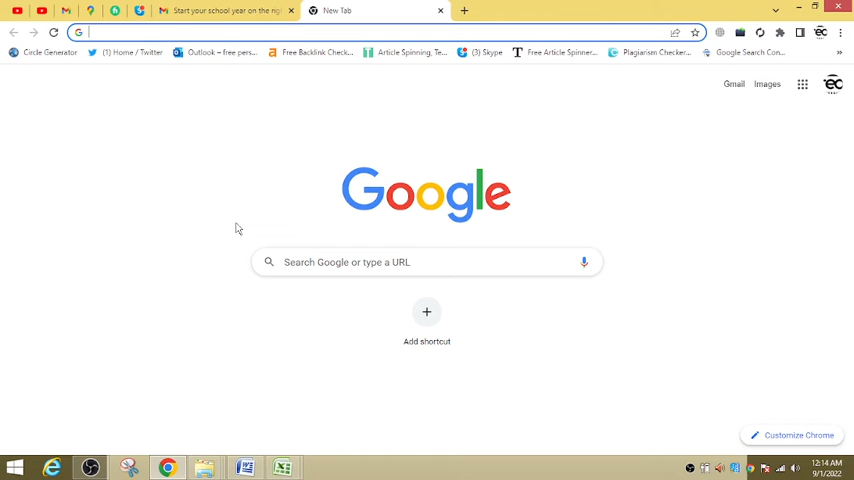 Start your school year on the rig
New Tab
Circle Generator
(1) Home / Twitter
Outlook – free pers...
Free Backlink Check...
Article Spinning, Te...
(3) Skype
Free Article Spinner...
Plagiarism Checker...
Google Search Con...
»
Gmail
Images
Google
Search Google or type a URL
Add shortcut
Customize Chrome
12:14 AM
9/1/2022